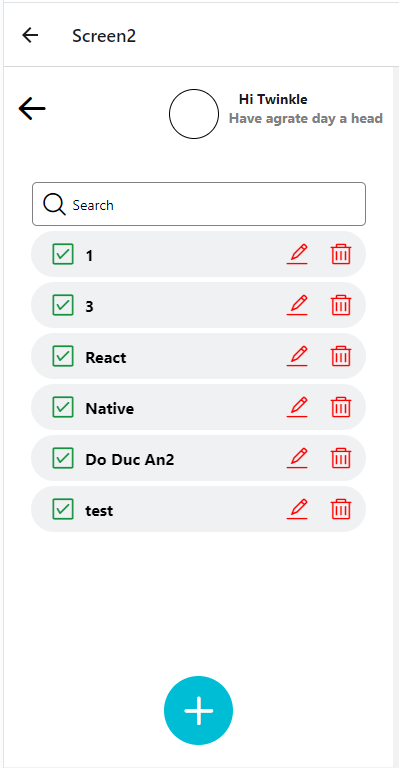 Screen2
Hi Twinkle
Have agrate day a head
Search
1
3
React
Native
Do Duc An2
test